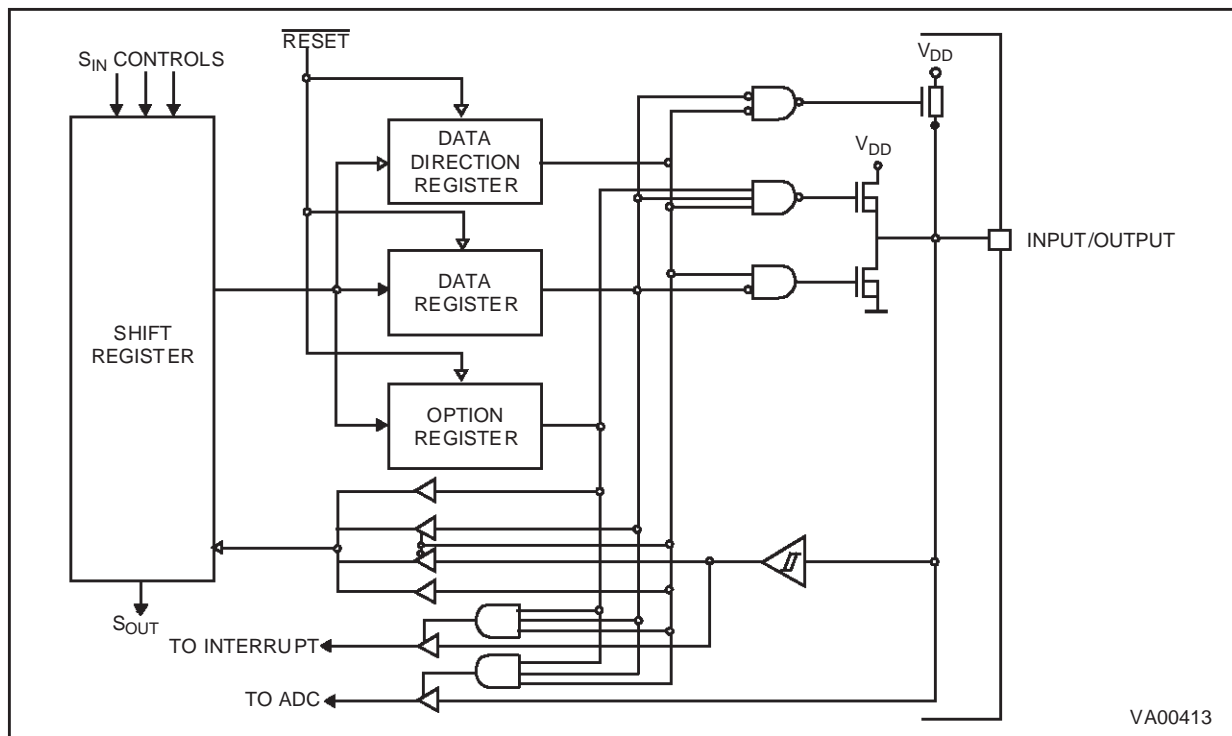 RESET
S_IN CONTROLS
V_DD
DATA
DIRECTION
REGISTER
V_DD
INPUT/OUTPUT
DATA
REGISTER
SHIFT
REGISTER
OPTION
REGISTER
S_OUT
TO INTERRUPT
TO ADC
VA00413